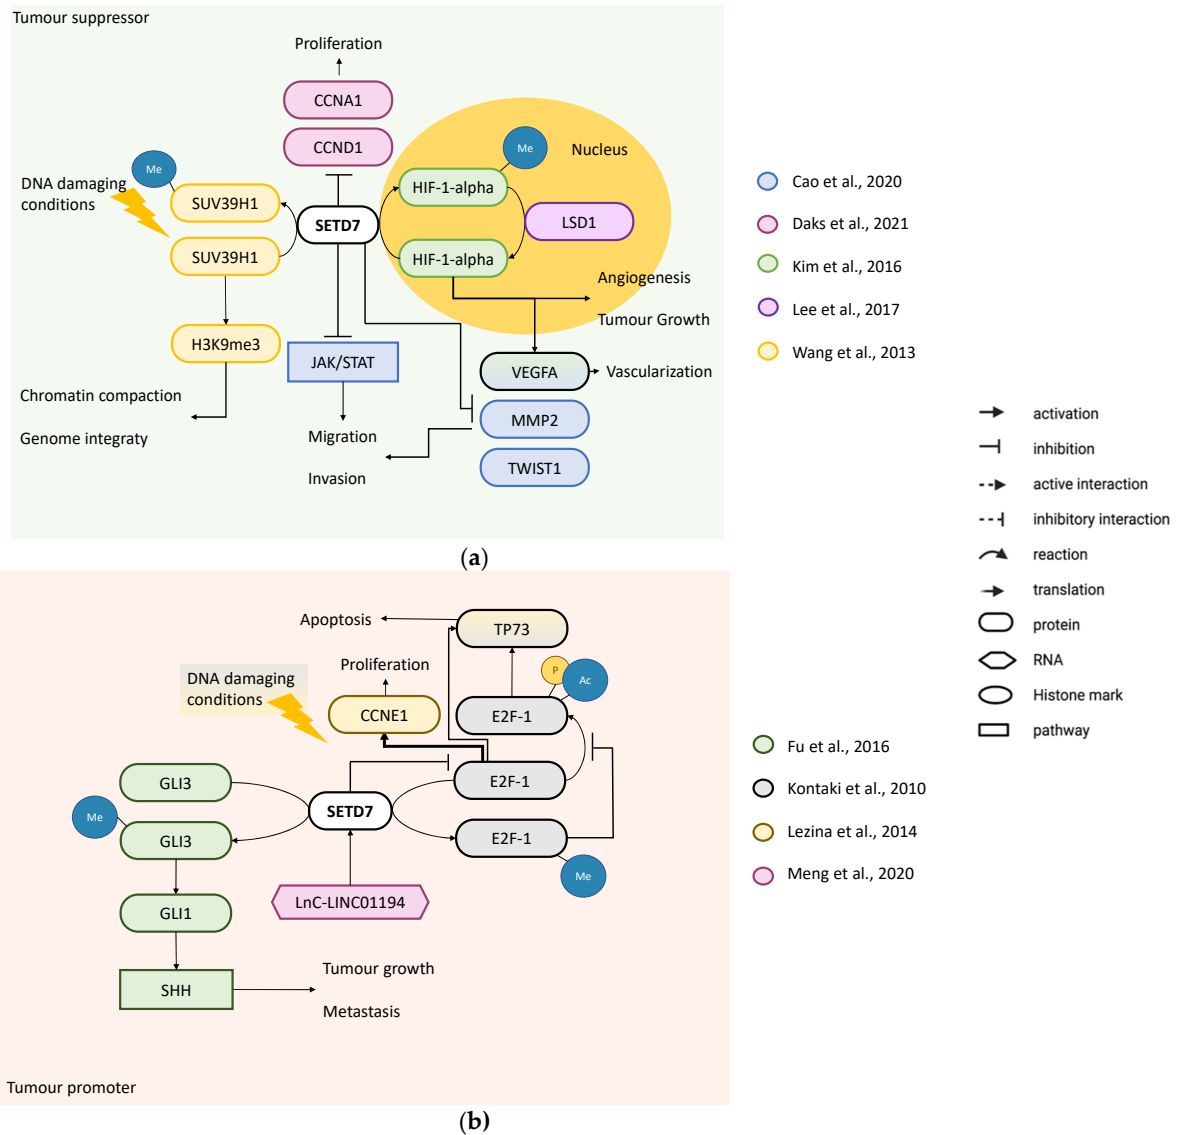 Tumour suppressor
Proliferation
CCNA1
CCND1
Me
Nucleus
DNA damaging
conditions
Me
SUV39H1
HIF-1-alpha
SETD7
LSD1
SUV39H1
HIF-1-alpha
Angiogenesis
Tumour Growth
H3K9me3
JAK/STAT
VEGFA
Vascularization
Chromatin compaction
MMP2
Migration
Genome integraty
TWIST1
Invasion
(a)
Cao et al., 2020
Daks et al., 2021
Kim et al., 2016
Lee et al., 2017
Wang et al., 2013
activation
inhibition
active interaction
inhibitory interaction
reaction
translation
protein
RNA
Histone mark
pathway
Apoptosis
TP73
Proliferation
P
Ac
DNA damaging
conditions
CCNE1
E2F-1
GLI3
E2F-1
SETD7
Me
GLI3
E2F-1
Me
LnC-LINC01194
GLI1
Tumour growth
SHH
Metastasis
Tumour promoter
(b)
Fu et al., 2016
Kontaki et al., 2010
Lezina et al., 2014
Meng et al., 2020